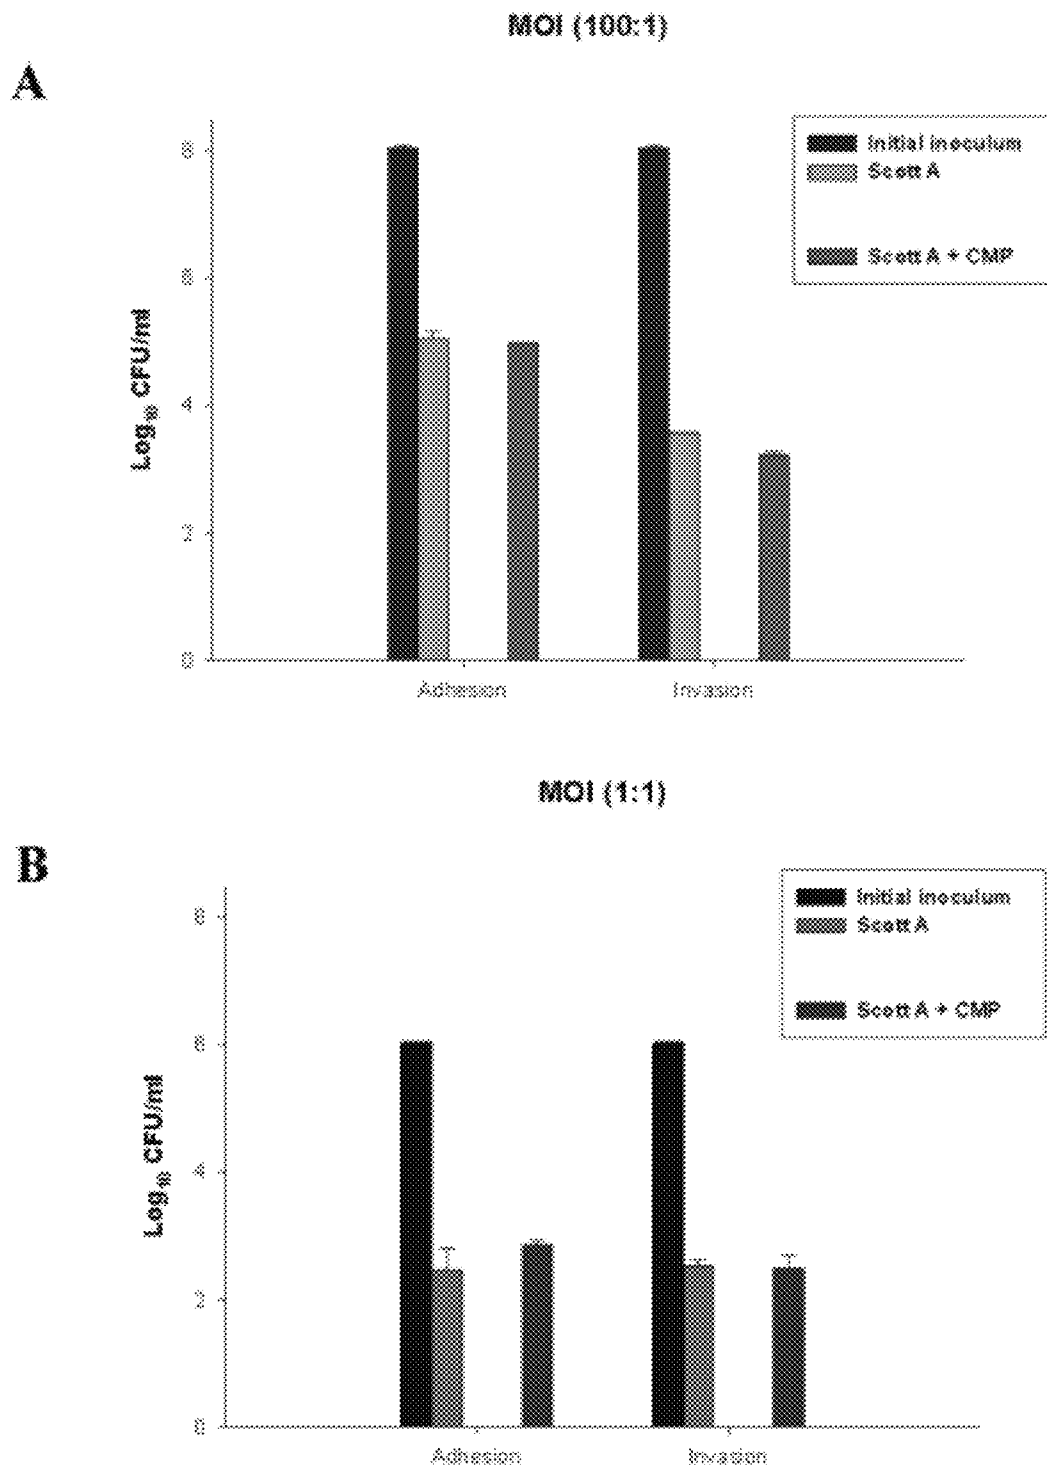 MOI (100:1)
A
Initial inoculum
Scott A
Scott A + CMP
Log₁₀ CFU/ml
8
6
4
2
0
Adhesion Invasion
MOI (1:1)
B
Initial inoculum
Scott A
Scott A + CMP
Log₁₀ CFU/ml
8
6
4
2
0
Adhesion Invasion